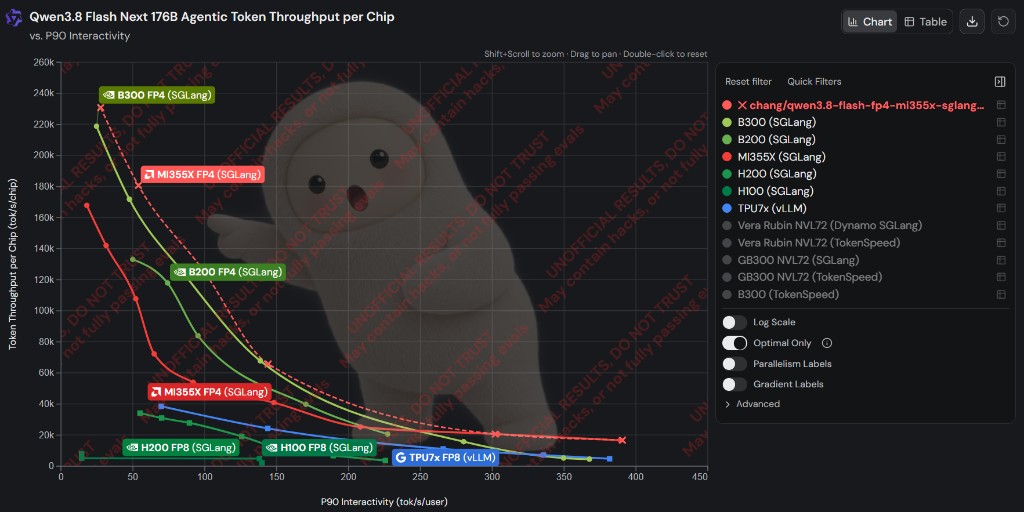 Qwen3.8 Flash Next 176B Agentic Token Throughput per Chip
vs. P90 Interactivity
Chart
Table
Shift+Scroll to zoom · Drag to pan · Double-click to reset
Token Throughput per Chip (tok/s/chip)
260k
240k
220k
200k
180k
160k
140k
120k
100k
80k
60k
40k
20k
0
0
50
100
150
200
250
300
350
400
450
P90 Interactivity (tok/s/user)
B300 FP4 (SGLang)
MI355X FP4 (SGLang)
B200 FP4 (SGLang)
MI355X FP4 (SGLang)
H200 FP8 (SGLang)
H100 FP8 (SGLang)
TPU7x FP8 (vLLM)
UNOFFICIAL RESULTS, DO NOT TRUST
May contain hacks, or not fully passing evals
Reset filter
Quick Filters
chang/qwen3.8-flash-fp4-mi355x-sglang...
B300 (SGLang)
B200 (SGLang)
MI355X (SGLang)
H200 (SGLang)
H100 (SGLang)
TPU7x (vLLM)
Vera Rubin NVL72 (Dynamo SGLang)
Vera Rubin NVL72 (TokenSpeed)
GB300 NVL72 (SGLang)
GB300 NVL72 (TokenSpeed)
B300 (TokenSpeed)
Log Scale
Optimal Only
Parallelism Labels
Gradient Labels
Advanced